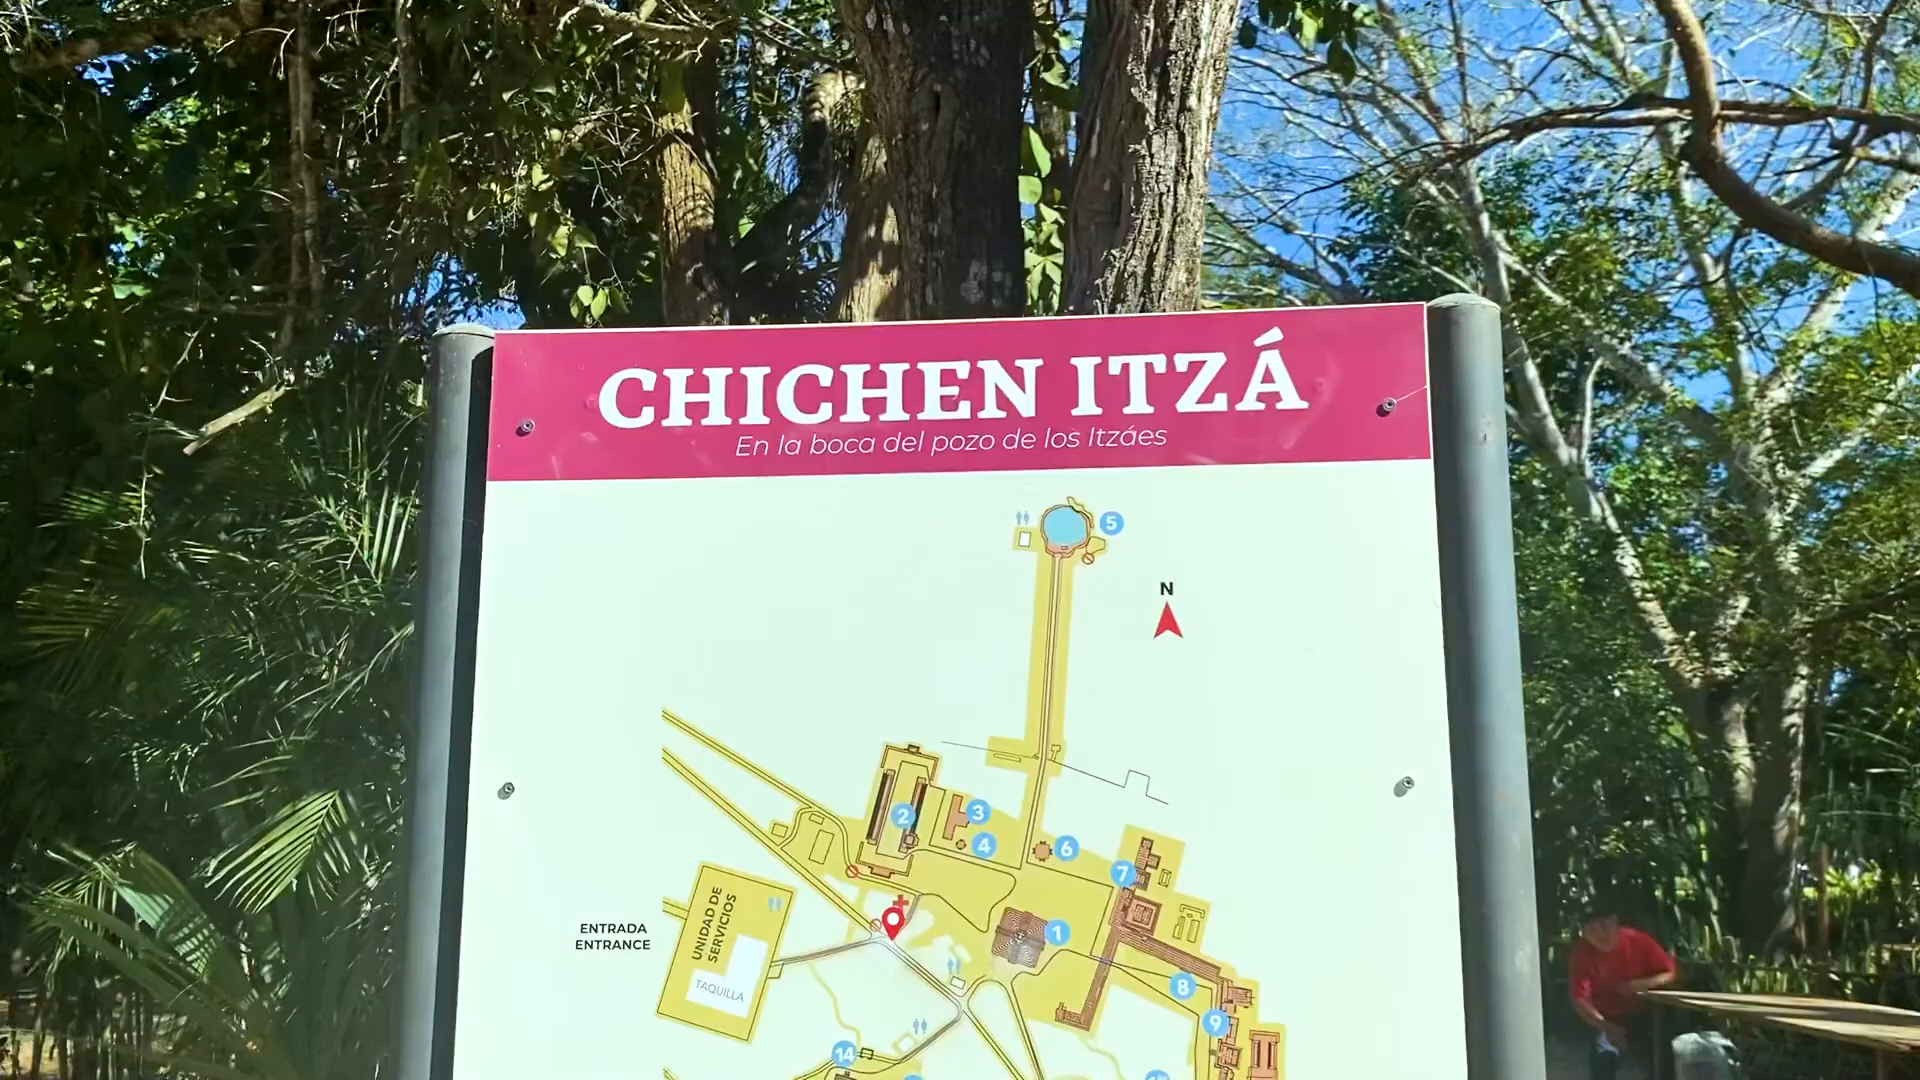 CHICHEN ITZÁ
En la boca del pozo de los Itzáes
5
N
2
3
4
6
7
ENTRADA
ENTRANCE
UNIDAD DE
SERVICIOS
TAQUILLA
1
8
9
14